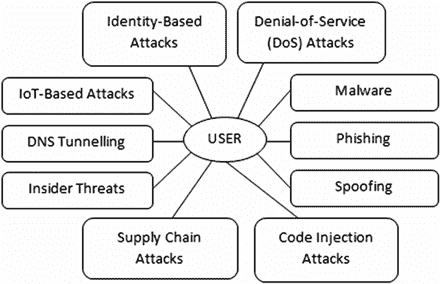 Identity-Based
Attacks
Denial-of-Service
(DoS) Attacks
IoT-Based Attacks
Malware
DNS Tunnelling
USER
Phishing
Insider Threats
Spoofing
Supply Chain
Attacks
Code Injection
Attacks